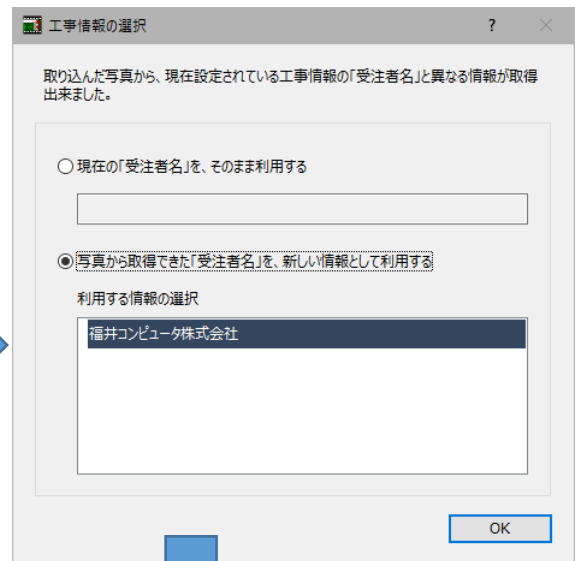 工事情報の選択
?
取り込んだ写真から、現在設定されている工事情報の「受注者名」と異なる情報が取得
出来ました。
現在の「受注者名」を、そのまま利用する
写真から取得できた「受注者名」を、新しい情報として利用する
利用する情報の選択
福井コンピュータ株式会社
OK